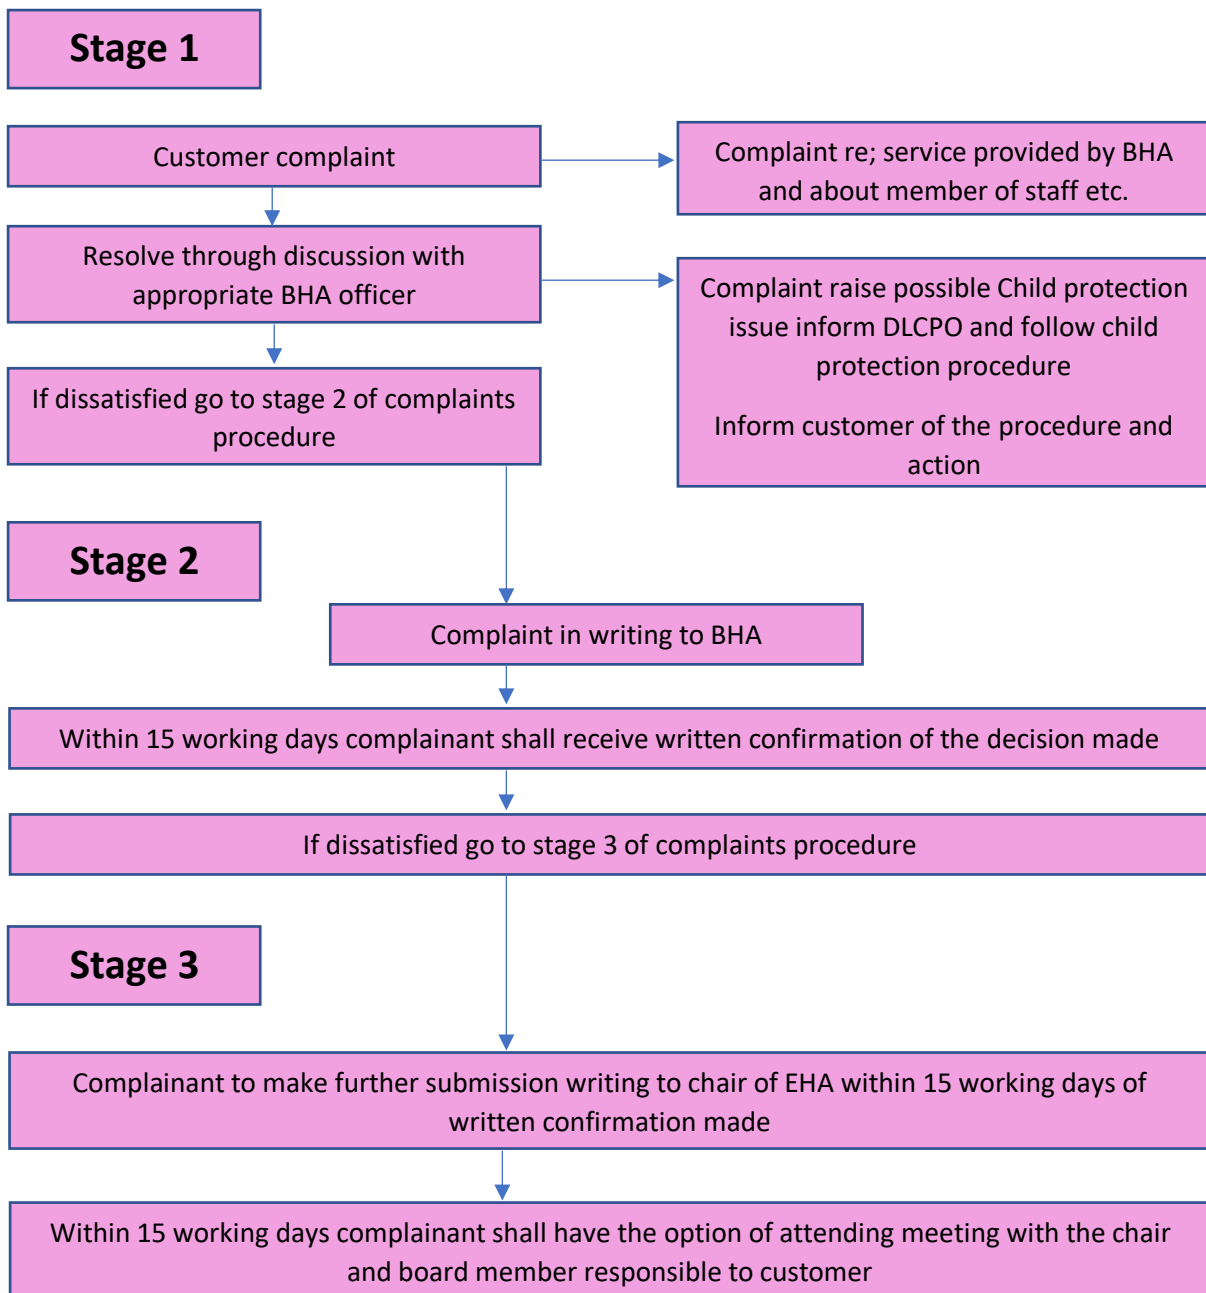 Stage 1
Customer complaint
Complaint re; service provided by BHA
and about member of staff etc.
Resolve through discussion with
appropriate BHA officer
Complaint raise possible Child protection
issue inform DLCPO and follow child
protection procedure
Inform customer of the procedure and
action
If dissatisfied go to stage 2 of complaints
procedure
Stage 2
Complaint in writing to BHA
Within 15 working days complainant shall receive written confirmation of the decision made
If dissatisfied go to stage 3 of complaints procedure
Stage 3
Complainant to make further submission writing to chair of EHA within 15 working days of
written confirmation made
Within 15 working days complainant shall have the option of attending meeting with the chair
and board member responsible to customer